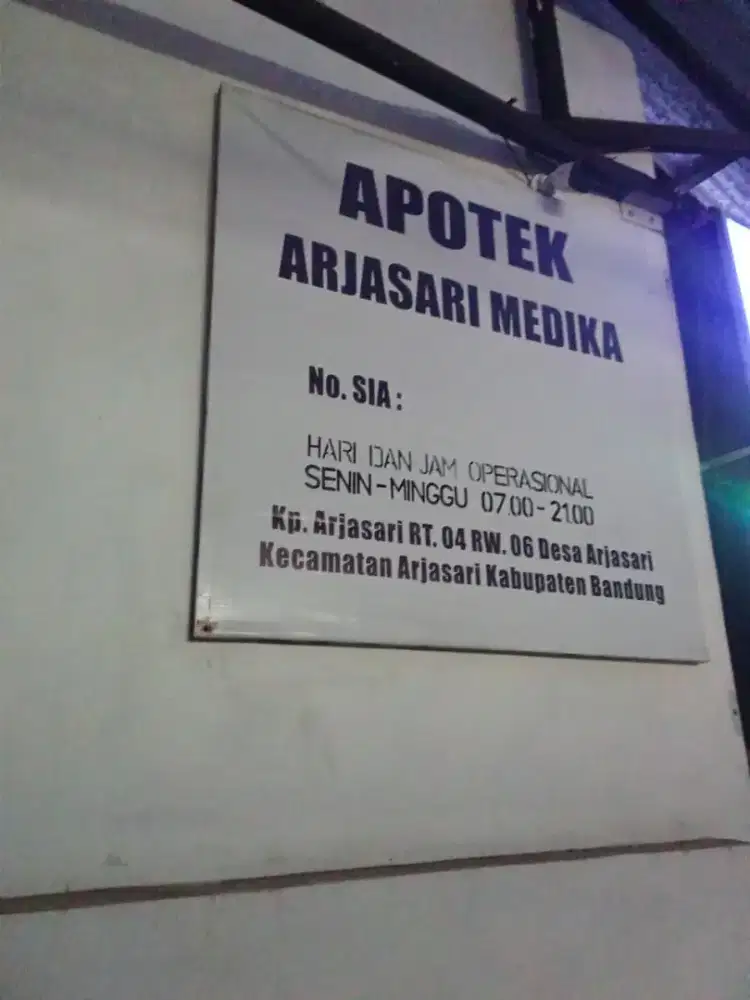 APOTEK
ARJASARI MEDIKA
No. SIA :
HARI DAN JAM OPERASIONAL
SENIN-MINGGU 07.00-21.00
Kp. Arjasari RT. 04 RW. 06 Desa Arjasari
Kecamatan Arjasari Kabupaten Bandung